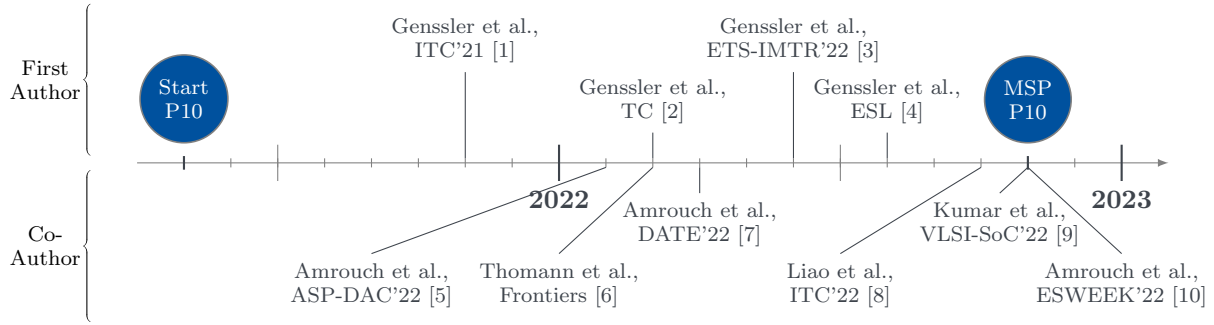 First
Author
Start
P10
Genssler et al.,
ITC'21 [1]
Genssler et al.,
TC [2]
Genssler et al.,
ETS-IMTR'22 [3]
Genssler et al.,
ESL [4]
MSP
P10
2022
2023
Co-
Author
Amrouch et al.,
ASP-DAC'22 [5]
Thomann et al.,
Frontiers [6]
Amrouch et al.,
DATE'22 [7]
Liao et al.,
ITC'22 [8]
Kumar et al.,
VLSI-SoC'22 [9]
Amrouch et al.,
ESWEEK'22 [10]